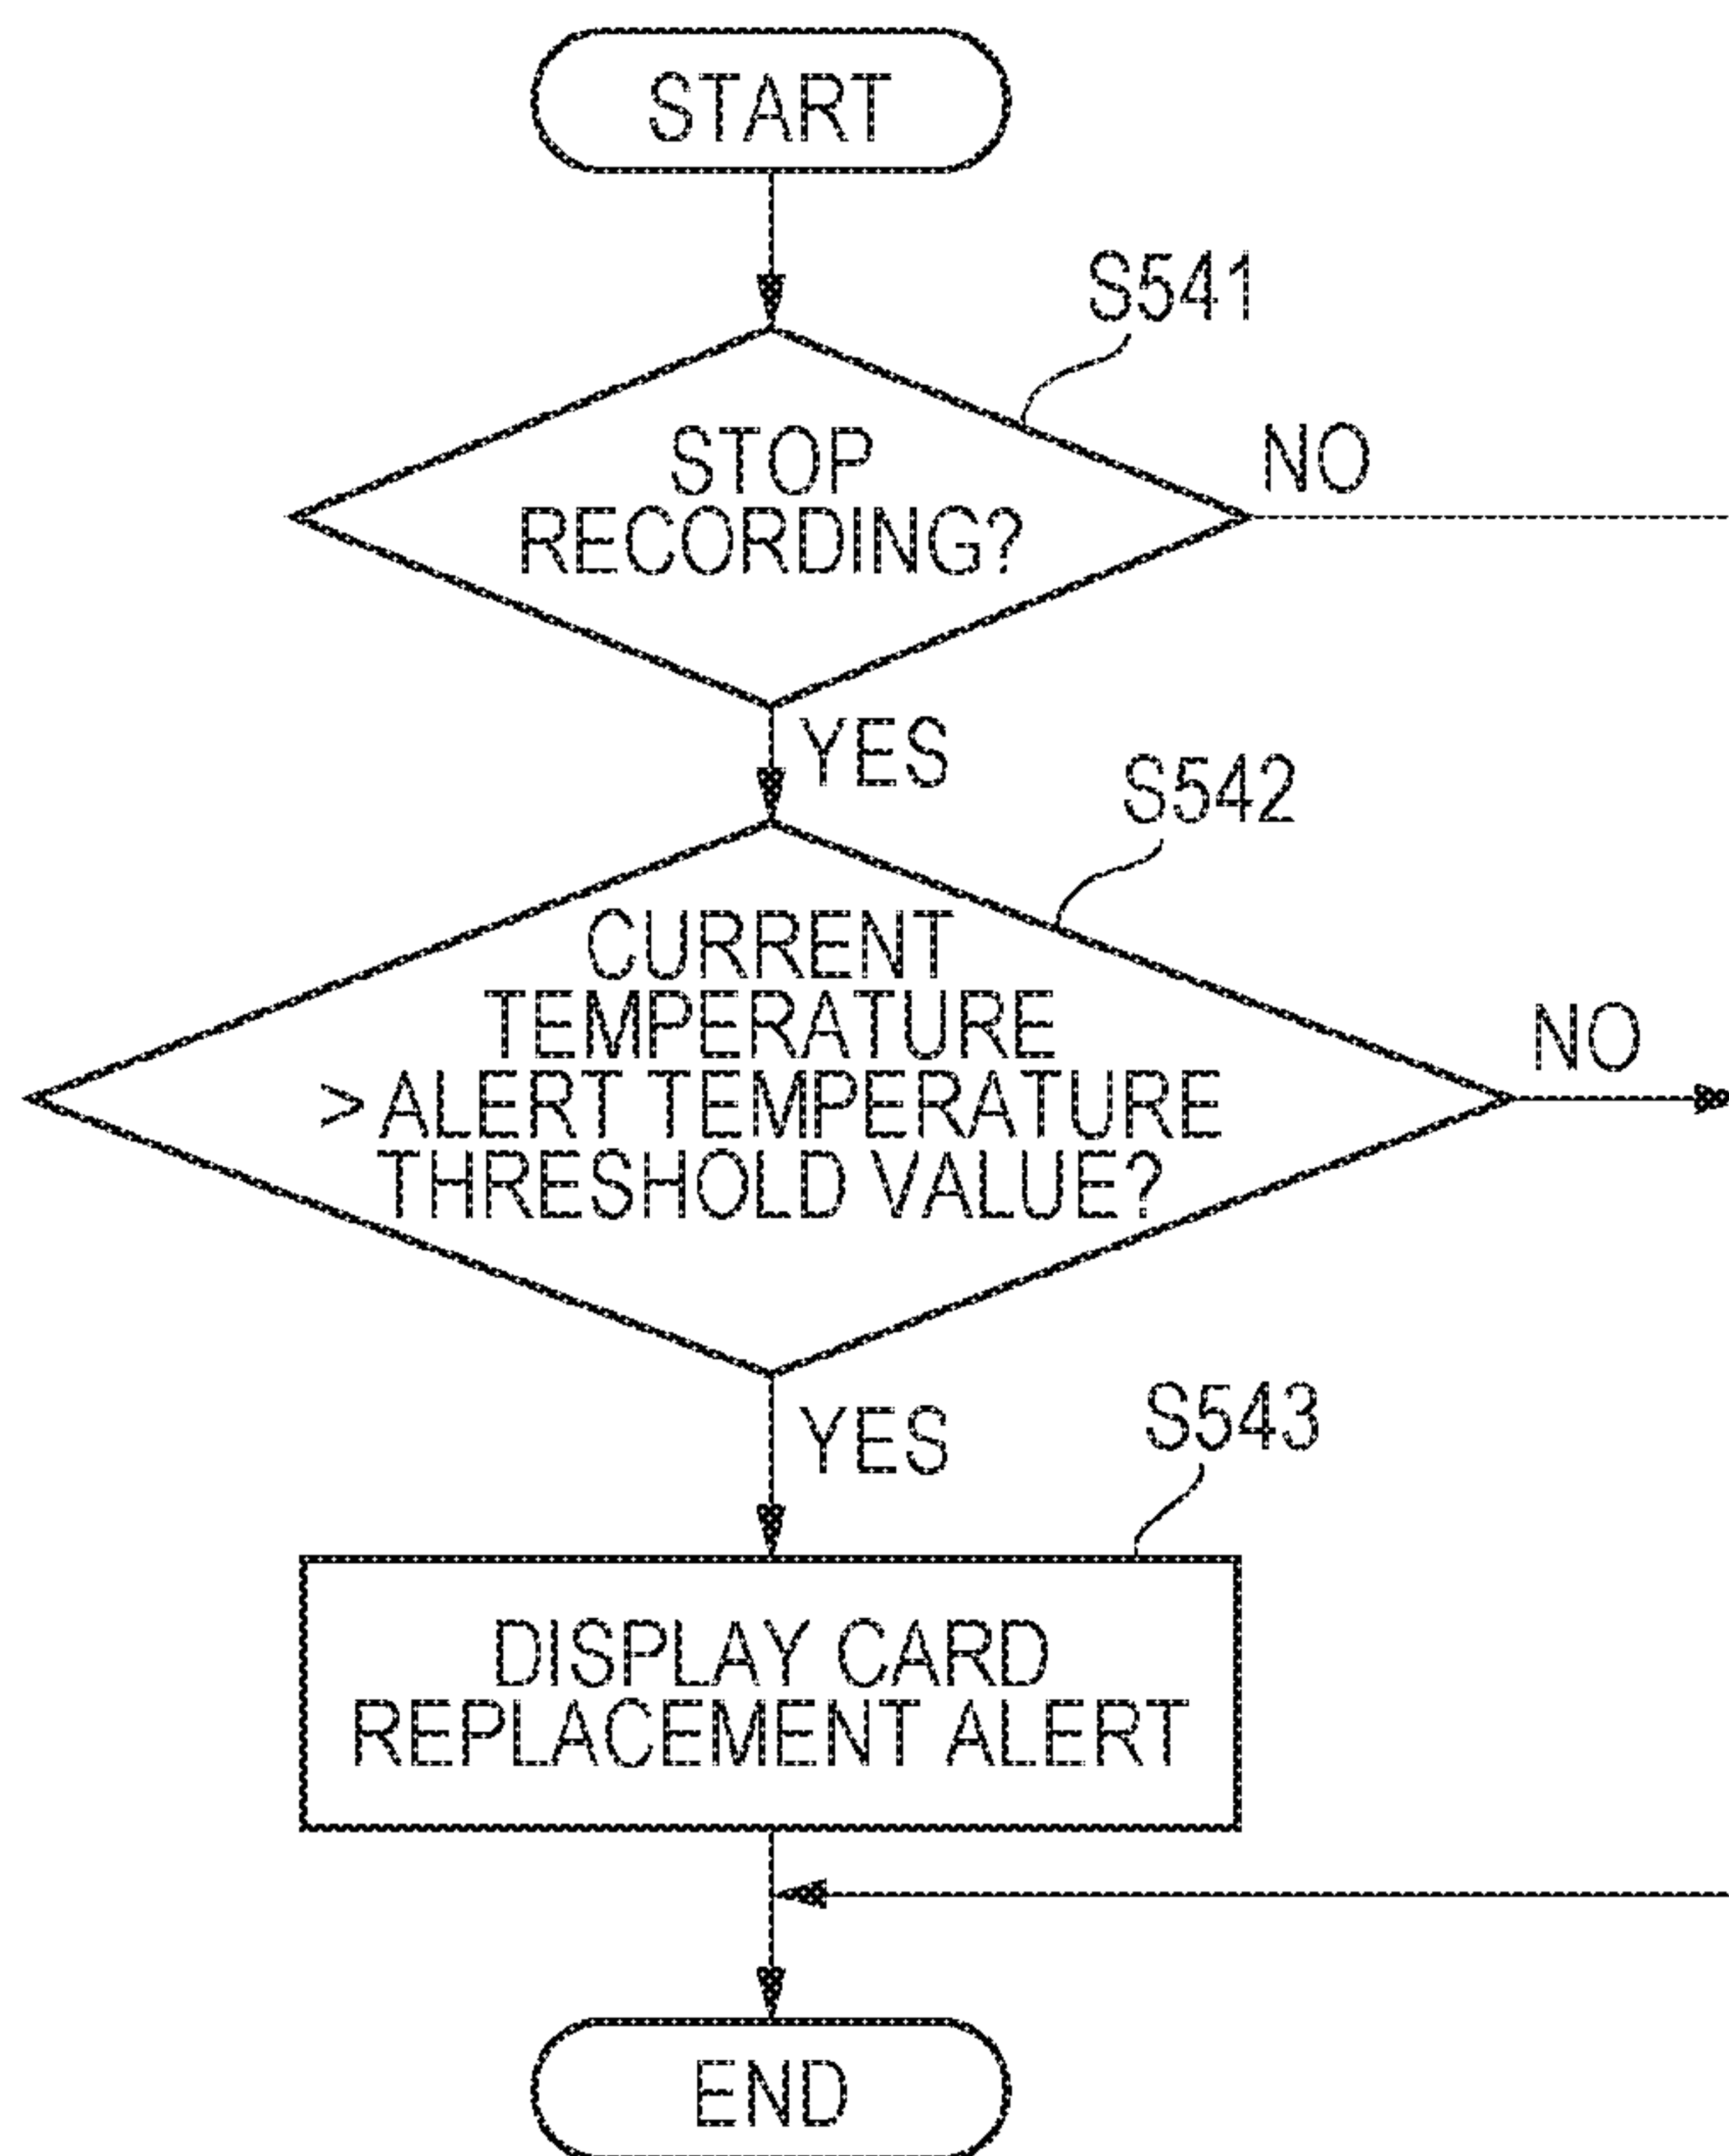 START
S541
STOP
RECORDING?
NO
YES
S542
CURRENT
TEMPERATURE
> ALERT TEMPERATURE
THRESHOLD VALUE?
NO
YES
S543
DISPLAY CARD
REPLACEMENT ALERT
END